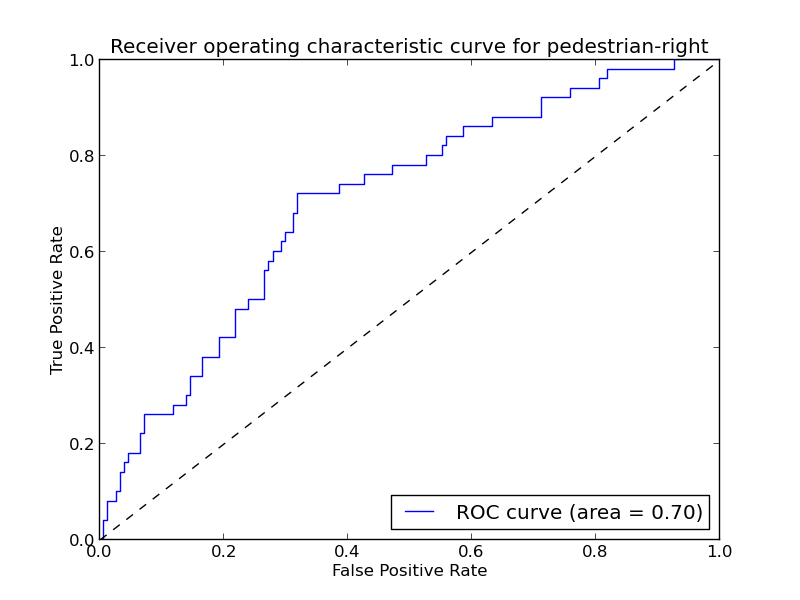 Receiver operating characteristic curve for pedestrian-right
1.0
0.8
0.6
0.4
0.2
0.0
True Positive Rate
ROC curve (area = 0.70)
0.0 0.2 0.4 0.6 0.8 1.0
False Positive Rate